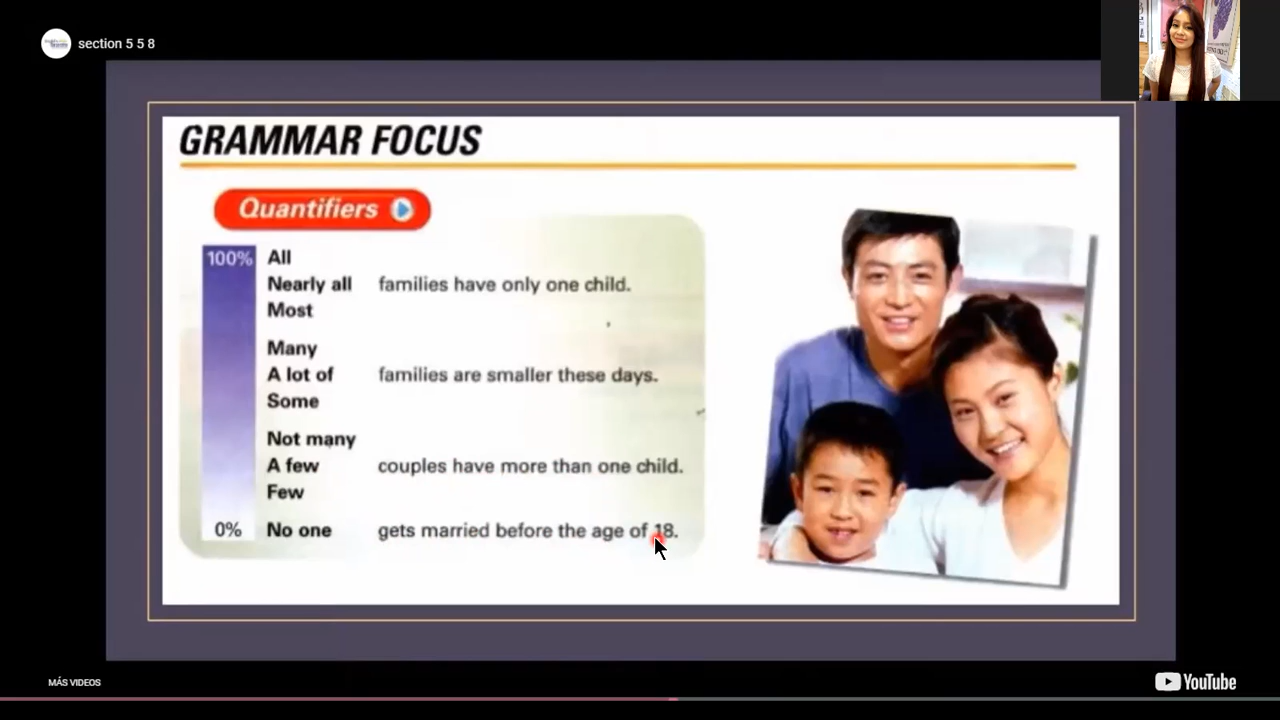 section 5 5 8
GRAMMAR FOCUS
Quantifiers
100% All
Nearly all families have only one child.
Most
Many
A lot of families are smaller these days.
Some
Not many
A few couples have more than one child.
Few
0% No one gets married before the age of 18.
MÁS VIDEOS
YouTube